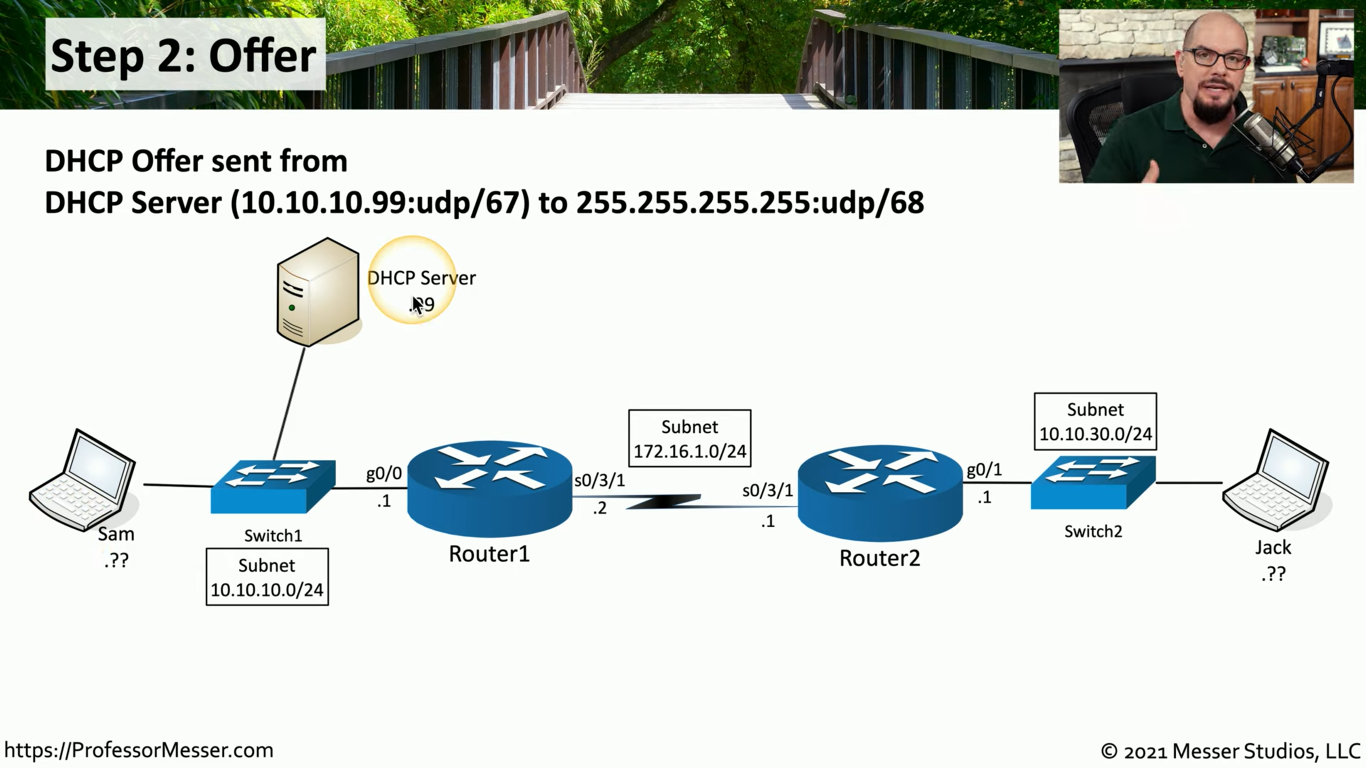 Step 2: Offer
DHCP Offer sent from
DHCP Server (10.10.10.99:udp/67) to 255.255.255.255:udp/68
DHCP Server
Subnet
172.16.1.0/24
Subnet
10.10.30.0/24
g0/0
.1
s0/3/1
.2
s0/3/1
.1
g0/1
.1
Sam
.??
Switch1
Subnet
10.10.10.0/24
Router1
Router2
Switch2
Jack
.??
https://ProfessorMesser.com
© 2021 Messer Studios, LLC